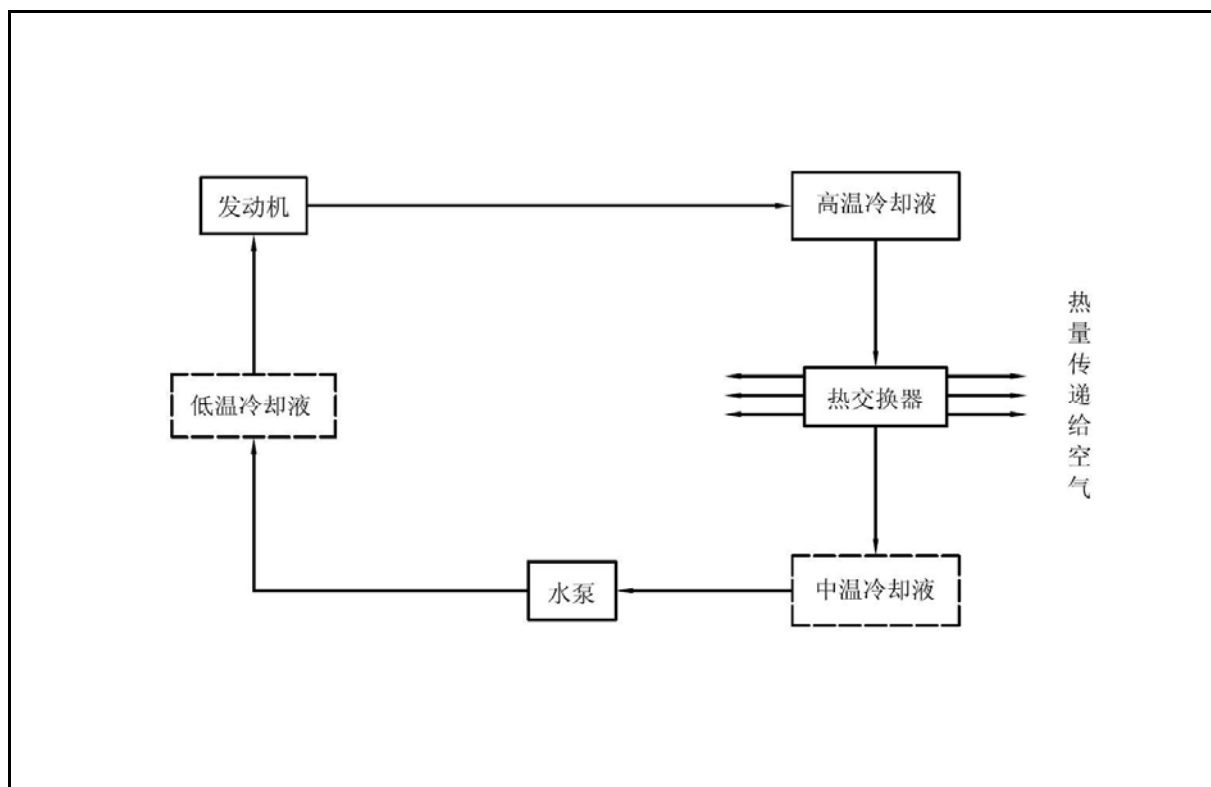 发动机
高温冷却液
热量传递给空气
低温冷却液
热交换器
水泵
中温冷却液